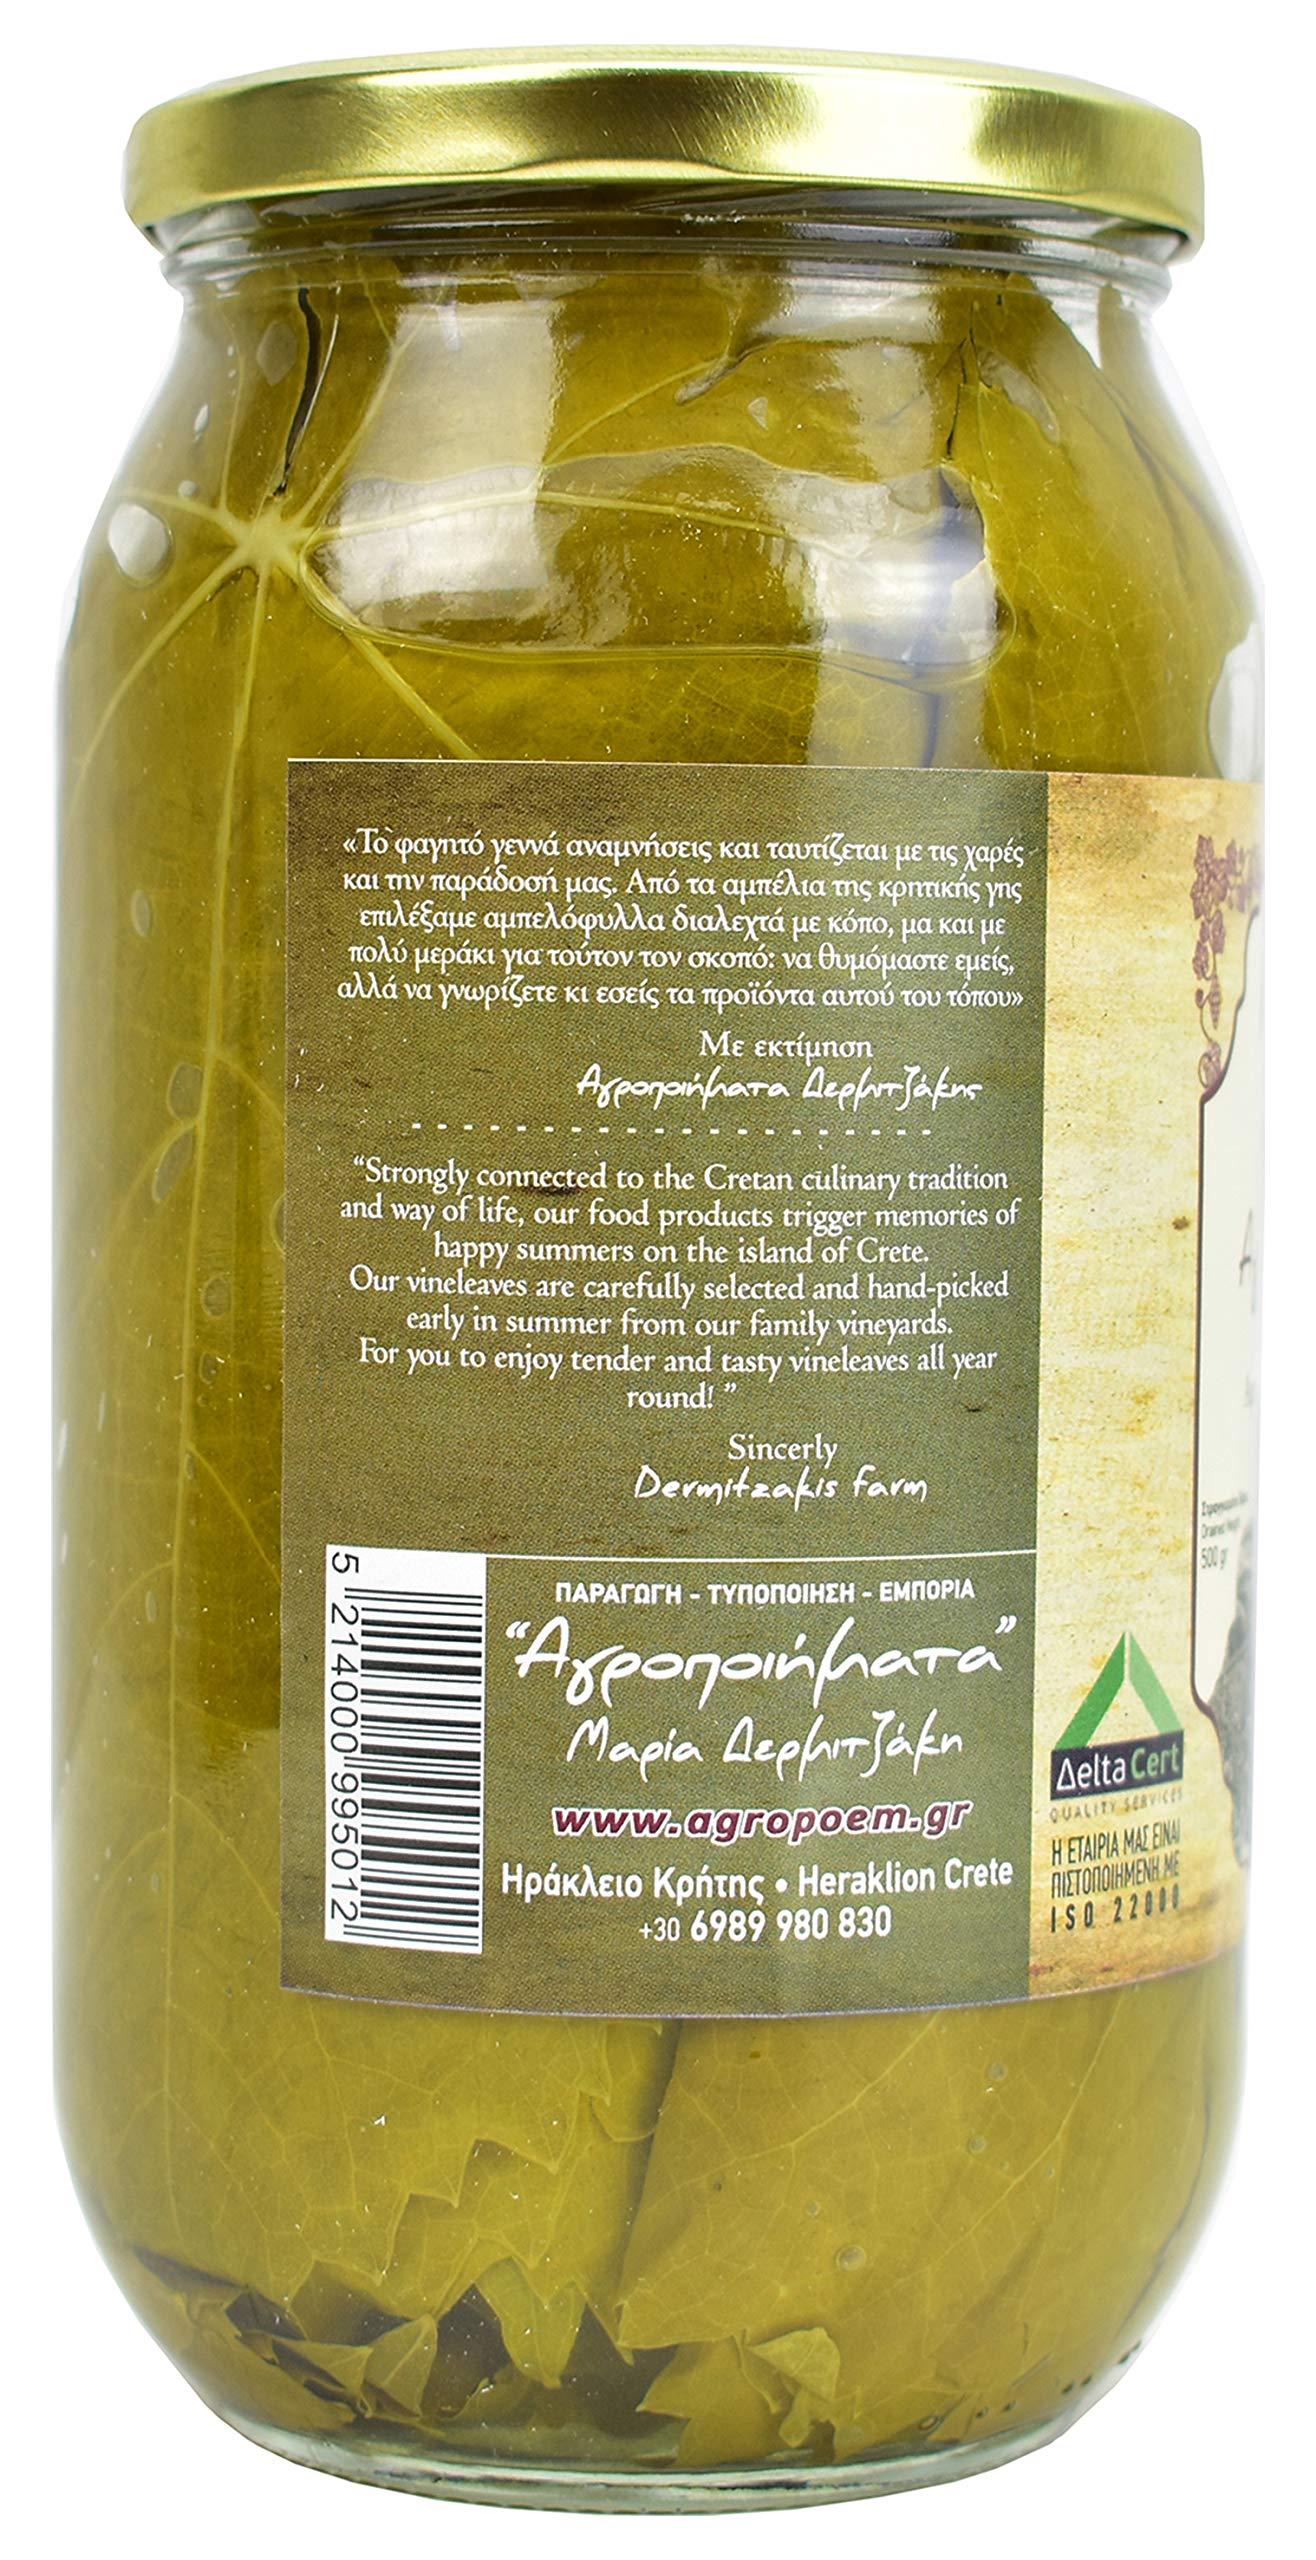 «Το φαγητό γεννά αναμνήσεις και ταυτίζεται με τις χαρές
και την παράδοσή μας. Από τα αμπέλια της κρητικής γης
επιλέξαμε αμπελόφυλλα διαλεχτά με κόπο, μα και με
πολύ μεράκι για τούτον τον σκοπό: να θυμόμαστε εμείς,
αλλά να γνωρίζετε κι εσείς τα προϊόντα αυτού του τόπου»
Με εκτίμηση
Αγροποιήματα Δερμιτζάκης
“Strongly connected to the Cretan culinary tradition
and way of life, our food products trigger memories of
happy summers on the island of Crete.
Our vineleaves are carefully selected and hand-picked
early in summer from our family vineyards.
For you to enjoy tender and tasty vineleaves all year
round! ”
Sincerly
Dermitzakis farm
5 214000 995012
ΠΑΡΑΓΩΓΗ - ΤΥΠΟΠΟΙΗΣΗ - ΕΜΠΟΡΙΑ
“Αγροποιήματα”
Μαρία Δερμιτζάκη
www.agropoem.gr
Ηράκλειο Κρήτης • Heraklion Crete
+30 6989 980 830
Drained Weight
500 gr
ΔeltaCert
QUALITY SERVICES
Η ΕΤΑΙΡΙΑ ΜΑΣ ΕΙΝΑΙ
ΠΙΣΤΟΠΟΙΗΜΕΝΗ ΜΕ
ISO 22000